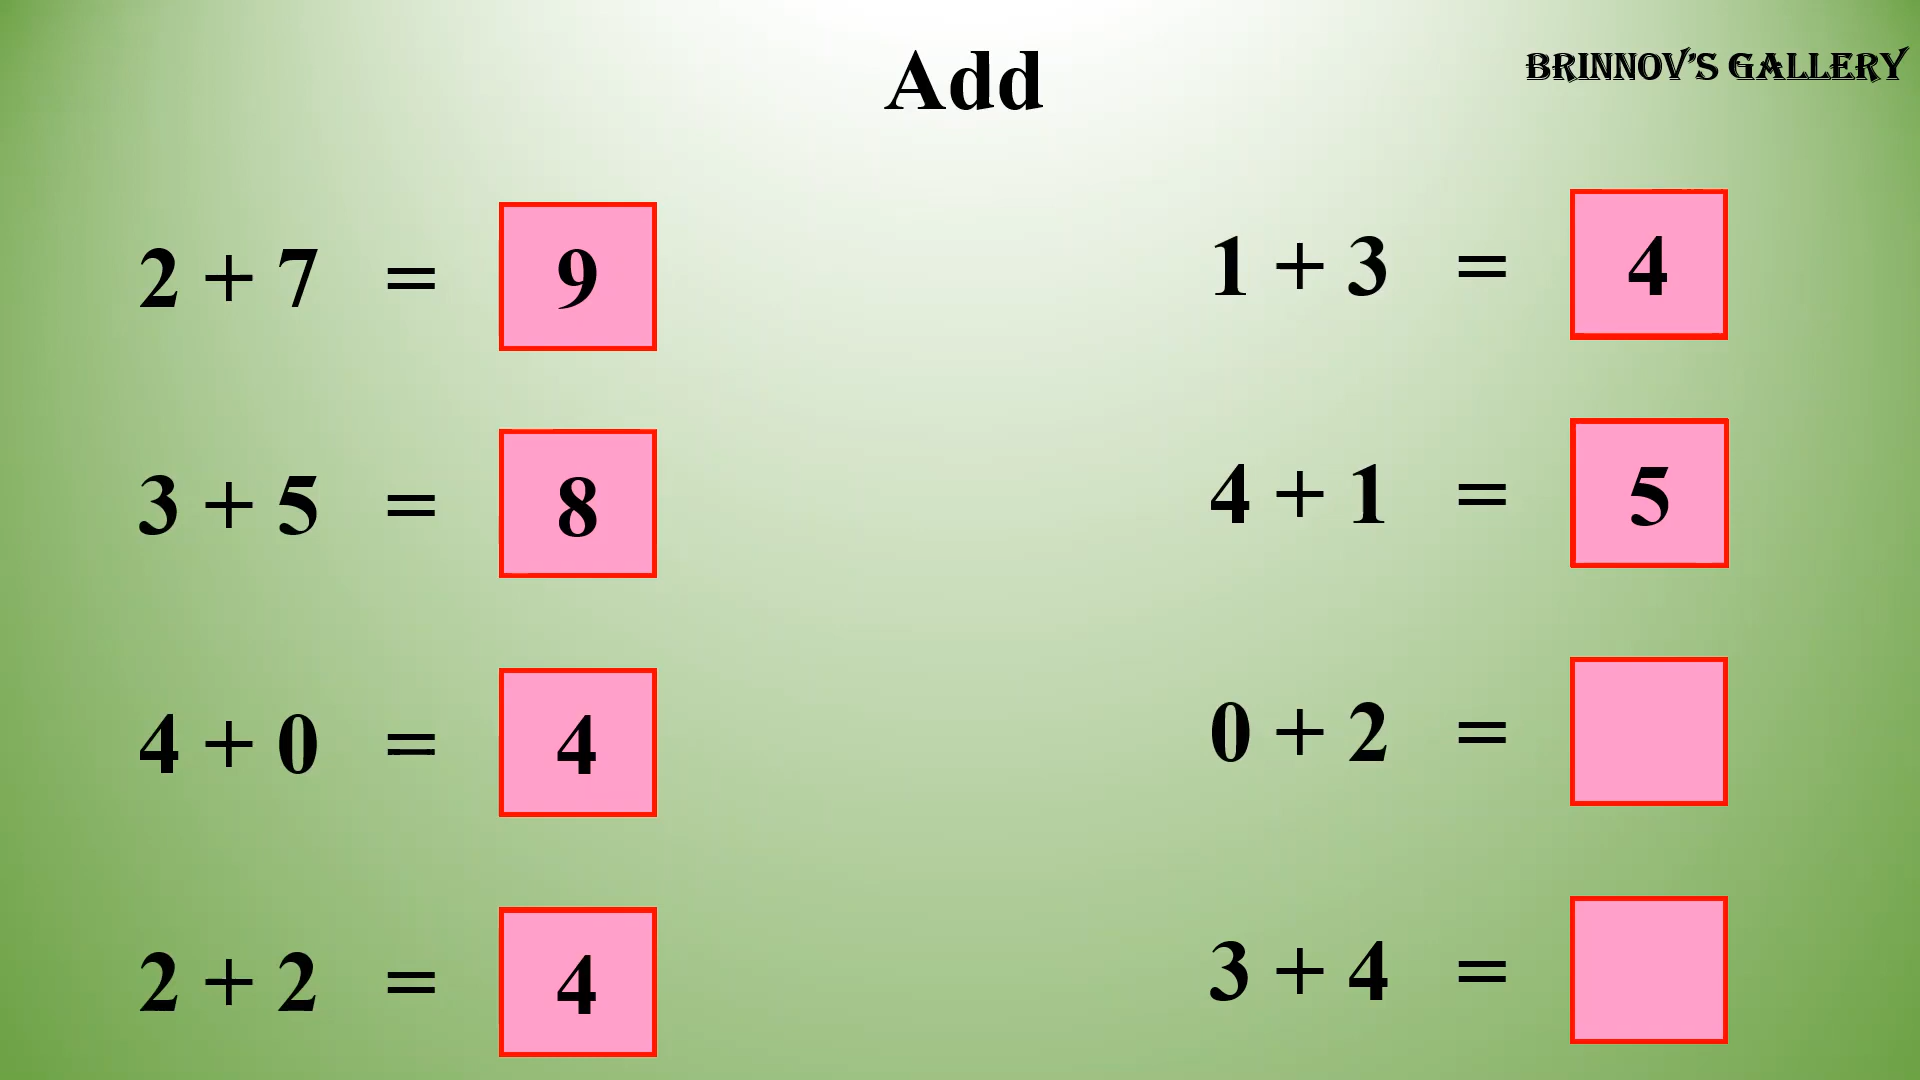 Add
BRINNOV'S GALLERY
2 + 7 = 9
1 + 3 = 4
3 + 5 = 8
4 + 1 = 5
4 + 0 = 4
0 + 2 =
2 + 2 = 4
3 + 4 =